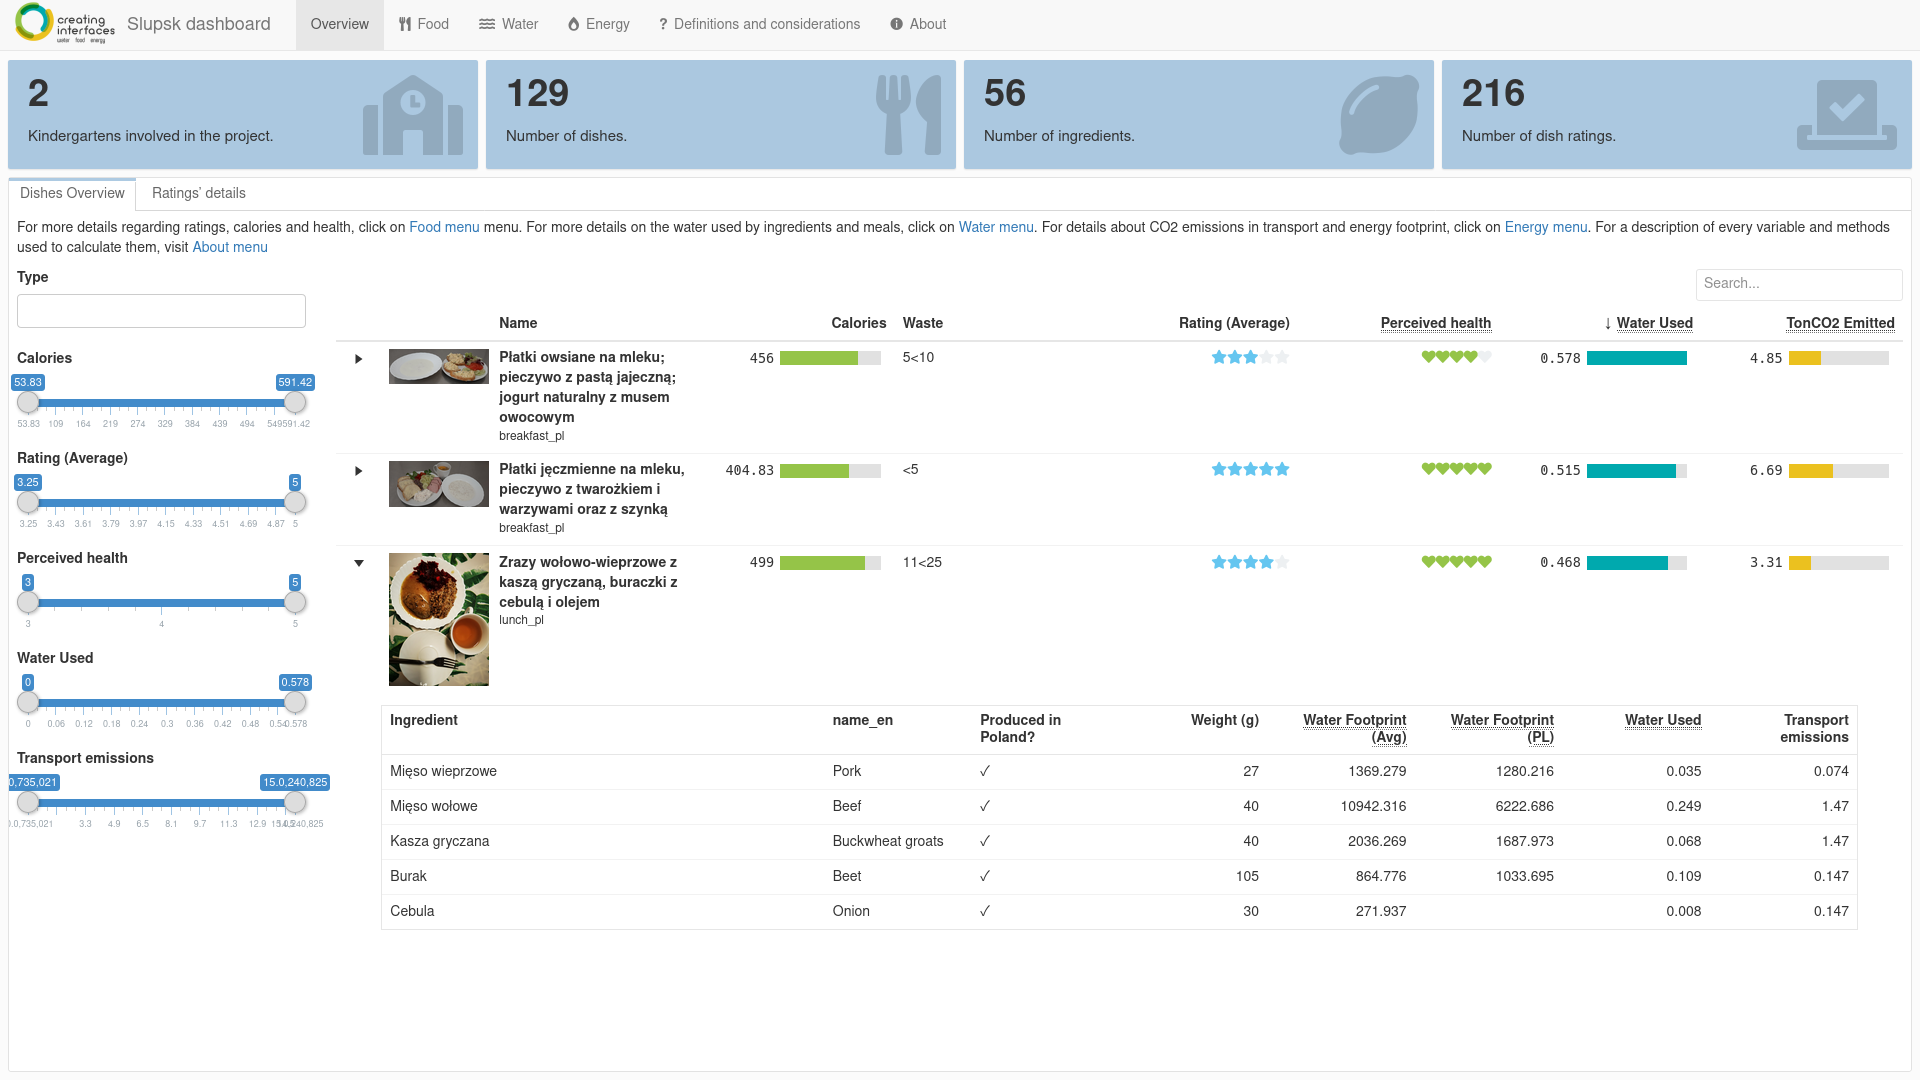 creating
interfaces
water food energy
Slupsk dashboard
Overview
Food
Water
Energy
? Definitions and considerations
About
2
Kindergartens involved in the project.
129
Number of dishes.
56
Number of ingredients.
216
Number of dish ratings.
Dishes Overview
Ratings' details
For more details regarding ratings, calories and health, click on Food menu menu. For more details on the water used by ingredients and meals, click on Water menu. For details about CO2 emissions in transport and energy footprint, click on Energy menu. For a description of every variable and methods
used to calculate them, visit About menu
Type
Calories
53.83 591.42
53.83 109 164 219 274 329 384 439 494 549 591.42
Rating (Average)
3.25 5
3.25 3.43 3.61 3.79 3.97 4.15 4.33 4.51 4.69 4.87 5
Perceived health
3 5
3 4 5
Water Used
0 0.578
0 0.06 0.12 0.18 0.24 0.3 0.36 0.42 0.48 0.54 0.578
Transport emissions
0,735,021 15.0,240,825
0.0,735,021 3.3 4.9 6.5 8.1 9.7 11.3 12.9
Search...
Name Calories Waste Rating (Average) Perceived health ↓ Water Used TonCO2 Emitted
Płatki owsiane na mleku; 456 5<10 0.578 4.85
pieczywo z pastą jajeczną;
jogurt naturalny z musem
owocowym
breakfast_pl
Płatki jęczmienne na mleku, 404.83 <5 0.515 6.69
pieczywo z twarożkiem i
warzywami oraz z szynką
breakfast_pl
Zrazy wołowo-wieprzowe z 499 11<25 0.468 3.31
kaszą gryczaną, buraczki z
cebulą i olejem
lunch_pl
Ingredient name_en Produced in Poland? Weight (g) Water Footprint (Avg) Water Footprint (PL) Water Used Transport emissions
Mięso wieprzowe Pork ✓ 27 1369.279 1280.216 0.035 0.074
Mięso wołowe Beef ✓ 40 10942.316 6222.686 0.249 1.47
Kasza gryczana Buckwheat groats ✓ 40 2036.269 1687.973 0.068 1.47
Burak Beet ✓ 105 864.776 1033.695 0.109 0.147
Cebula Onion ✓ 30 271.937 0.008 0.147